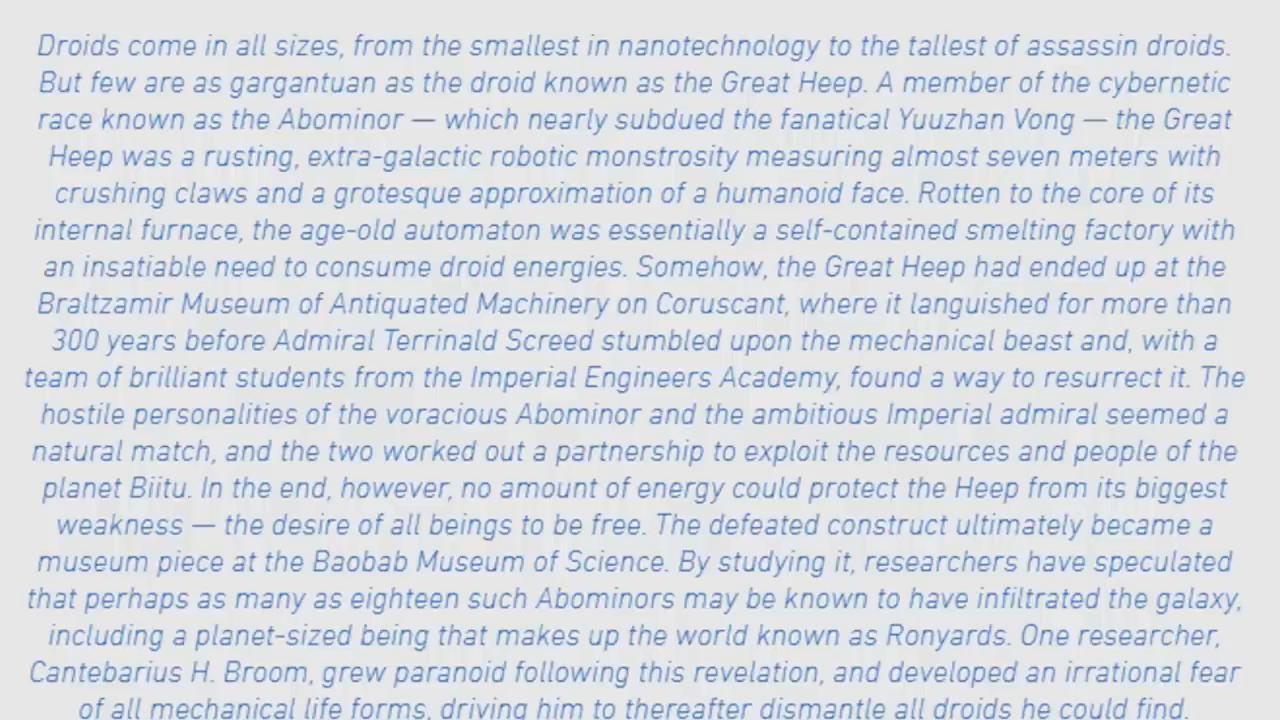 Droids come in all sizes, from the smallest in nanotechnology to the tallest of assassin droids.
But few are as gargantuan as the droid known as the Great Heep. A member of the cybernetic
race known as the Abominor — which nearly subdued the fanatical Yuuzhan Vong — the Great
Heep was a rusting, extra-galactic robotic monstrosity measuring almost seven meters with
crushing claws and a grotesque approximation of a humanoid face. Rotten to the core of its
internal furnace, the age-old automaton was essentially a self-contained smelting factory with
an insatiable need to consume droid energies. Somehow, the Great Heep had ended up at the
Braltzamir Museum of Antiquated Machinery on Coruscant, where it languished for more than
300 years before Admiral Terrinald Screed stumbled upon the mechanical beast and, with a
team of brilliant students from the Imperial Engineers Academy, found a way to resurrect it. The
hostile personalities of the voracious Abominor and the ambitious Imperial admiral seemed a
natural match, and the two worked out a partnership to exploit the resources and people of the
planet Biitu. In the end, however, no amount of energy could protect the Heep from its biggest
weakness — the desire of all beings to be free. The defeated construct ultimately became a
museum piece at the Baobab Museum of Science. By studying it, researchers have speculated
that perhaps as many as eighteen such Abominors may be known to have infiltrated the galaxy,
including a planet-sized being that makes up the world known as Ronyards. One researcher,
Cantebarius H. Broom, grew paranoid following this revelation, and developed an irrational fear
of all mechanical life forms, driving him to thereafter dismantle all droids he could find.